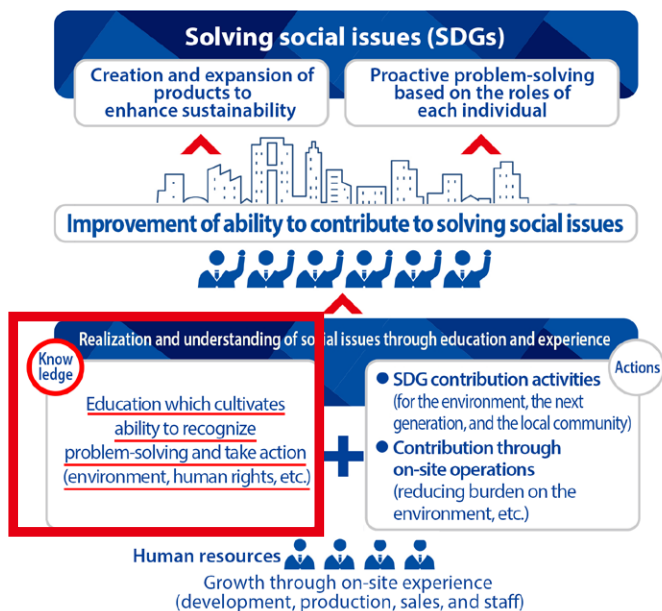 Solving social issues (SDGs)
Creation and expansion of
products to
enhance sustainability
Proactive problem-solving
based on the roles of
each individual
Improvement of ability to contribute to solving social issues
Realization and understanding of social issues through education and experience
Know
ledge
Education which cultivates
ability to recognize
problem-solving and take action
(environment, human rights, etc.)
Actions
● SDG contribution activities
(for the environment, the next
generation, and the local community)
● Contribution through
on-site operations
(reducing burden on the
environment, etc.)
Human resources
Growth through on-site experience
(development, production, sales, and staff)